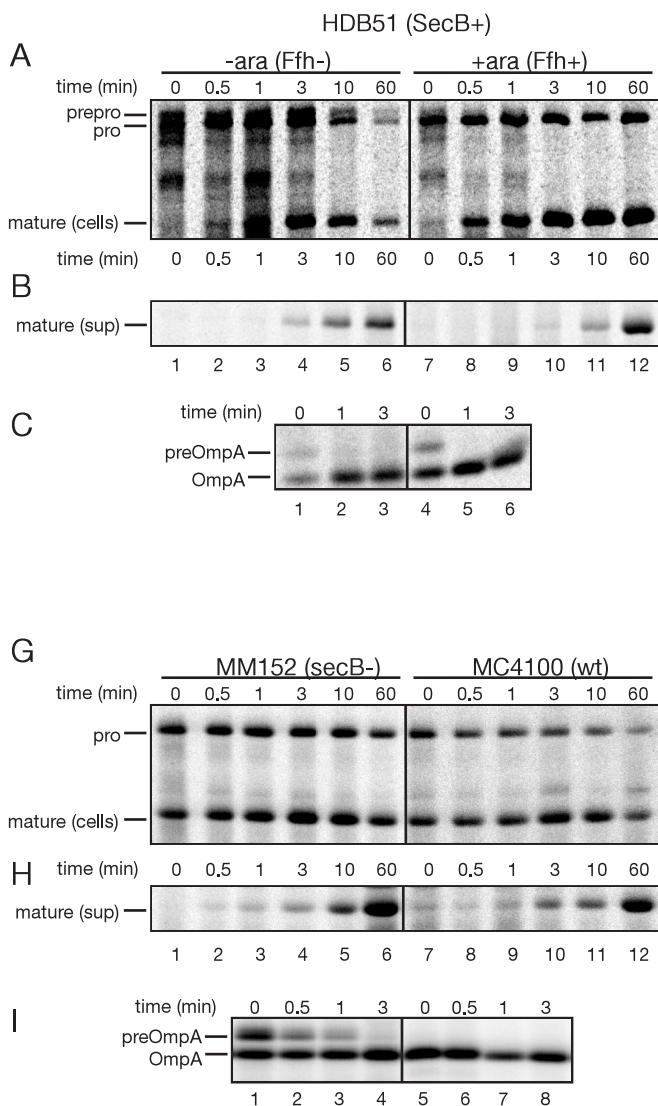 HDB51 (SecB+)
A
-ara (Ffh-) +ara (Ffh+)
time (min) 0 0.5 1 3 10 60 0 0.5 1 3 10 60
prepro
pro
mature (cells)
time (min) 0 0.5 1 3 10 60 0 0.5 1 3 10 60
B
mature (sup)
1 2 3 4 5 6 7 8 9 10 11 12
C
time (min) 0 1 3 0 1 3
preOmpA
OmpA
1 2 3 4 5 6
G
MM152 (secB-) MC4100 (wt)
time (min) 0 0.5 1 3 10 60 0 0.5 1 3 10 60
pro
mature (cells)
H
time (min) 0 0.5 1 3 10 60 0 0.5 1 3 10 60
mature (sup)
1 2 3 4 5 6 7 8 9 10 11 12
I
time (min) 0 0.5 1 3 0 0.5 1 3
preOmpA
OmpA
1 2 3 4 5 6 7 8